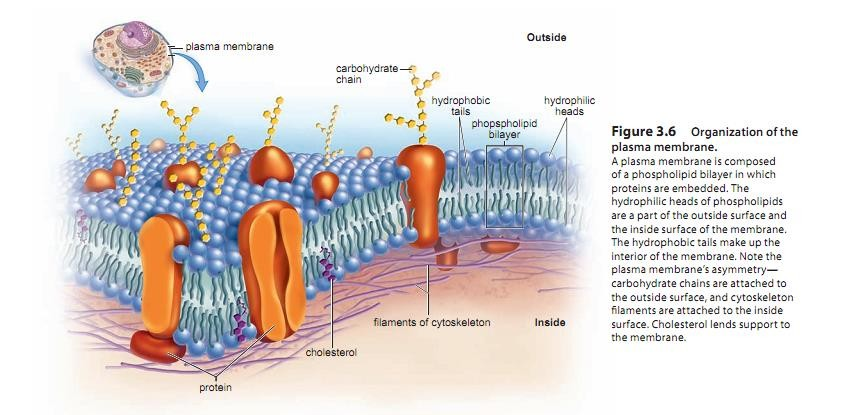 plasma membrane
Outside
carbohydrate
chain
hydrophobic
tails
hydrophilic
heads
phopspholipid
bilayer
filaments of cytoskeleton
Inside
cholesterol
protein
Figure 3.6 Organization of the
plasma membrane.
A plasma membrane is composed
of a phospholipid bilayer in which
proteins are embedded. The
hydrophilic heads of phospholipids
are a part of the outside surface and
the inside surface of the membrane.
The hydrophobic tails make up the
interior of the membrane. Note the
plasma membrane's asymmetry—
carbohydrate chains are attached to
the outside surface, and cytoskeleton
filaments are attached to the inside
surface. Cholesterol lends support to
the membrane.